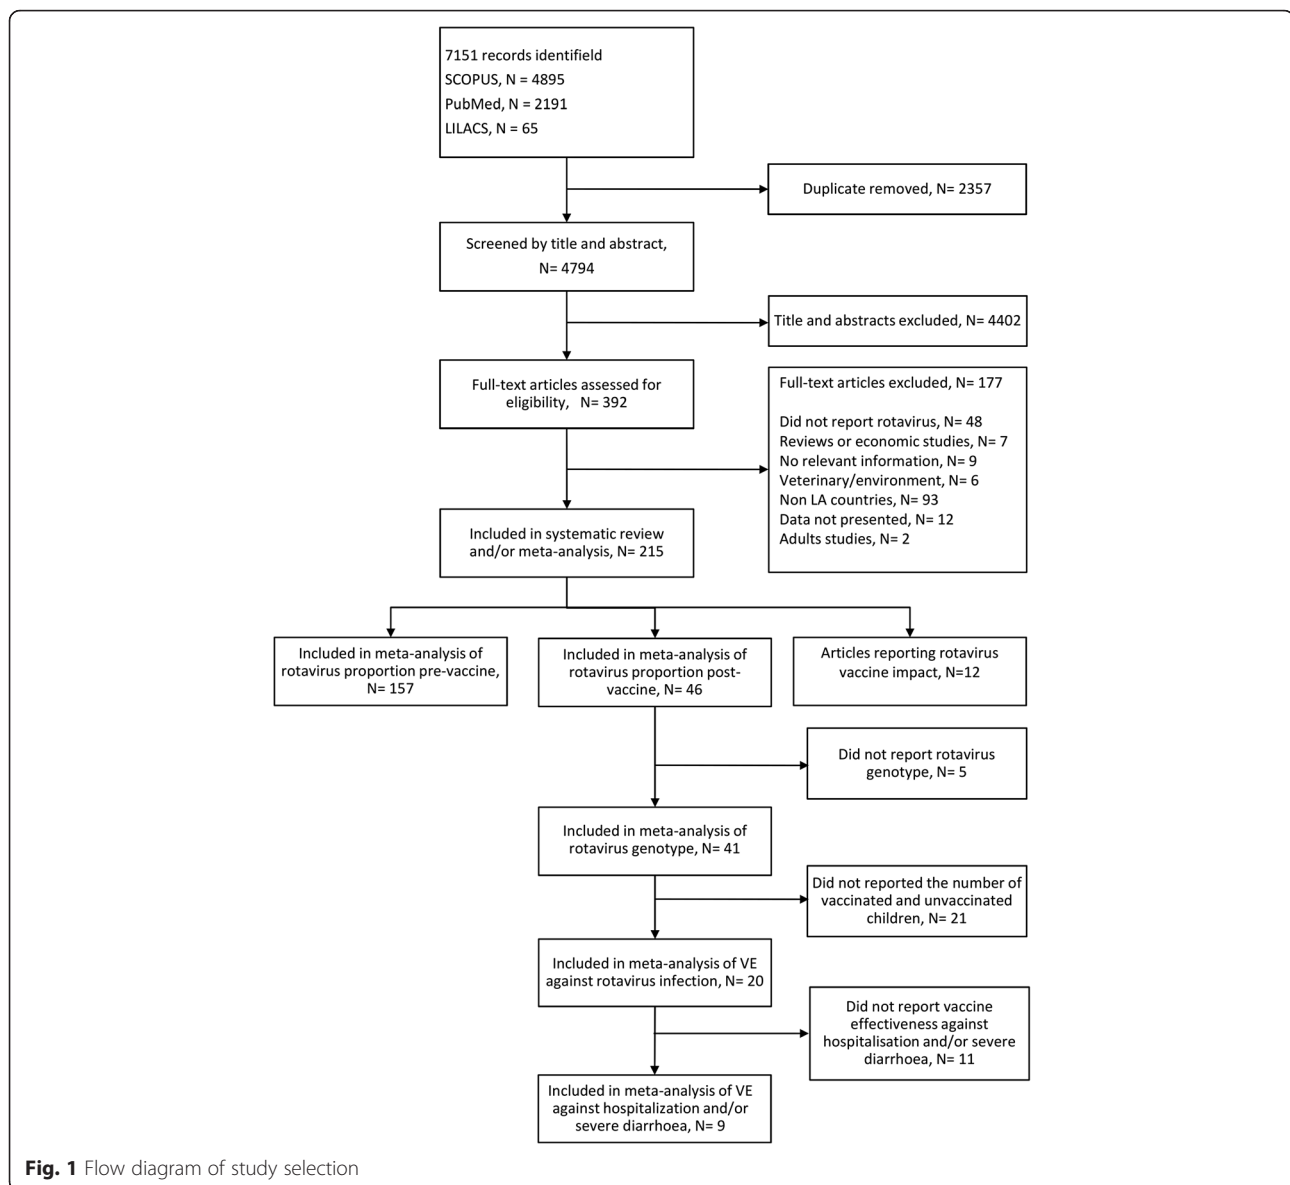 7151 records identifield
SCOPUS, N = 4895
PubMed, N = 2191
LILACS, N = 65
Duplicate removed, N= 2357
Screened by title and abstract,
N= 4794
Title and abstracts excluded, N= 4402
Full-text articles assessed for
eligibility, N= 392
Full-text articles excluded, N= 177
Did not report rotavirus, N= 48
Reviews or economic studies, N= 7
No relevant information, N= 9
Veterinary/environment, N= 6
Non LA countries, N= 93
Data not presented, N= 12
Adults studies, N= 2
Included in systematic review
and/or meta-analysis, N= 215
Included in meta-analysis of
rotavirus proportion pre-vaccine,
N= 157
Included in meta-analysis of
rotavirus proportion post-
vaccine, N= 46
Articles reporting rotavirus
vaccine impact, N=12
Did not report rotavirus
genotype, N= 5
Included in meta-analysis of
rotavirus genotype, N= 41
Did not reported the number of
vaccinated and unvaccinated
children, N= 21
Included in meta-analysis of VE
against rotavirus infection, N= 20
Did not report vaccine
effectiveness against
hospitalisation and/or severe
diarrhoea, N= 11
Included in meta-analysis of VE
against hospitalization and/or
severe diarrhoea, N= 9
Fig. 1 Flow diagram of study selection